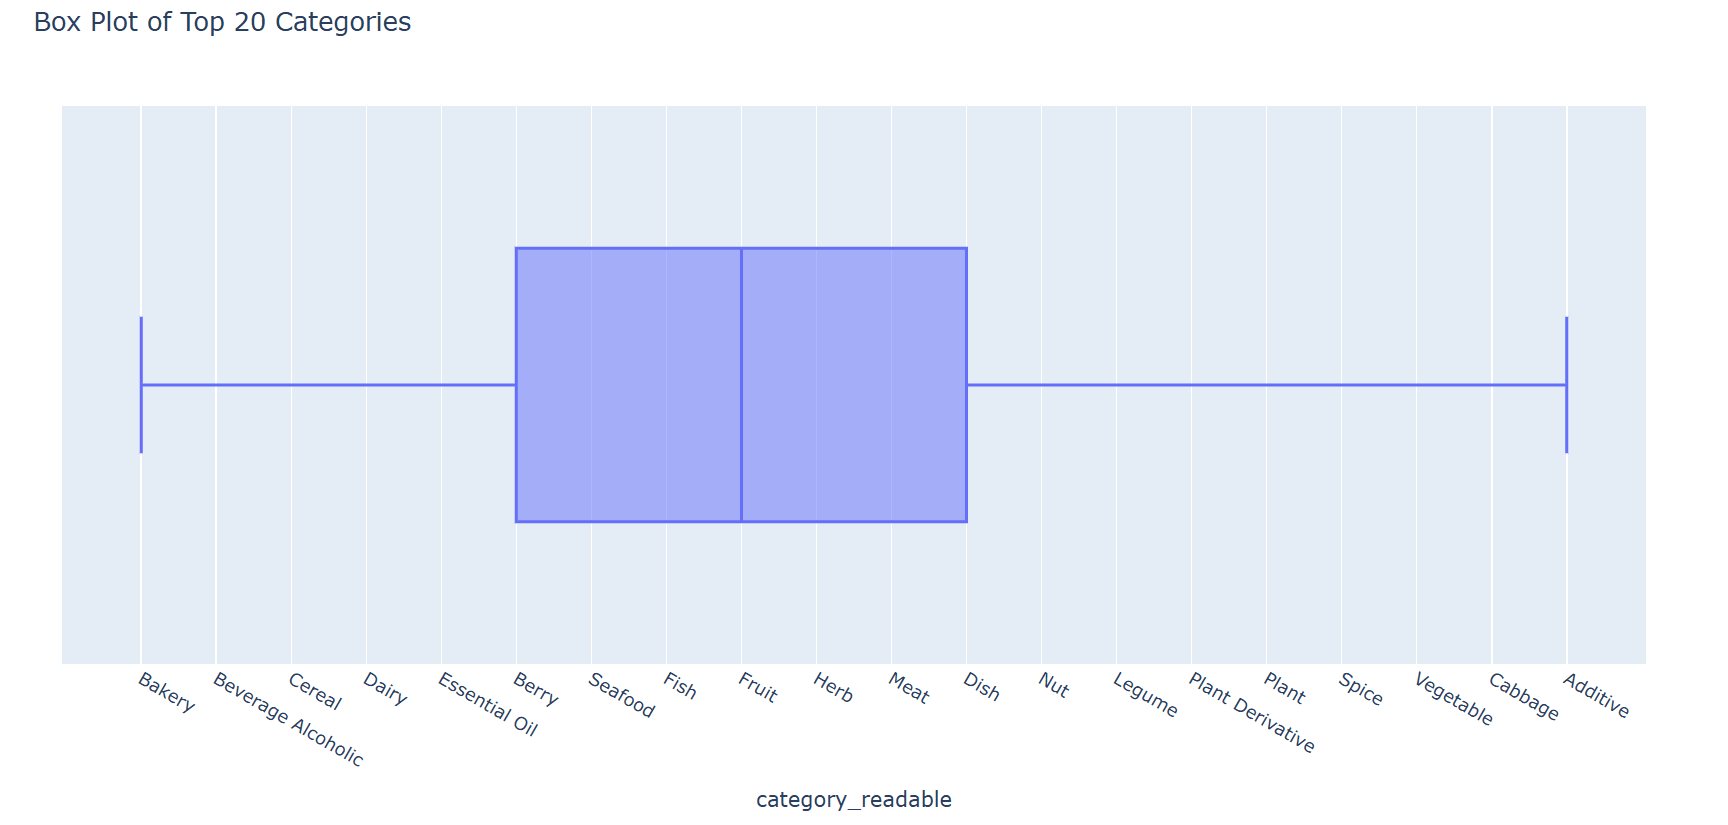 Box Plot of Top 20 Categories
Bakery
Beverage Alcoholic
Cereal
Dairy
Essential Oil
Berry
Seafood
Fish
Fruit
Herb
Meat
Dish
Nut
Legume
Plant Derivative
Plant
Spice
Vegetable
Cabbage
Additive
category_readable